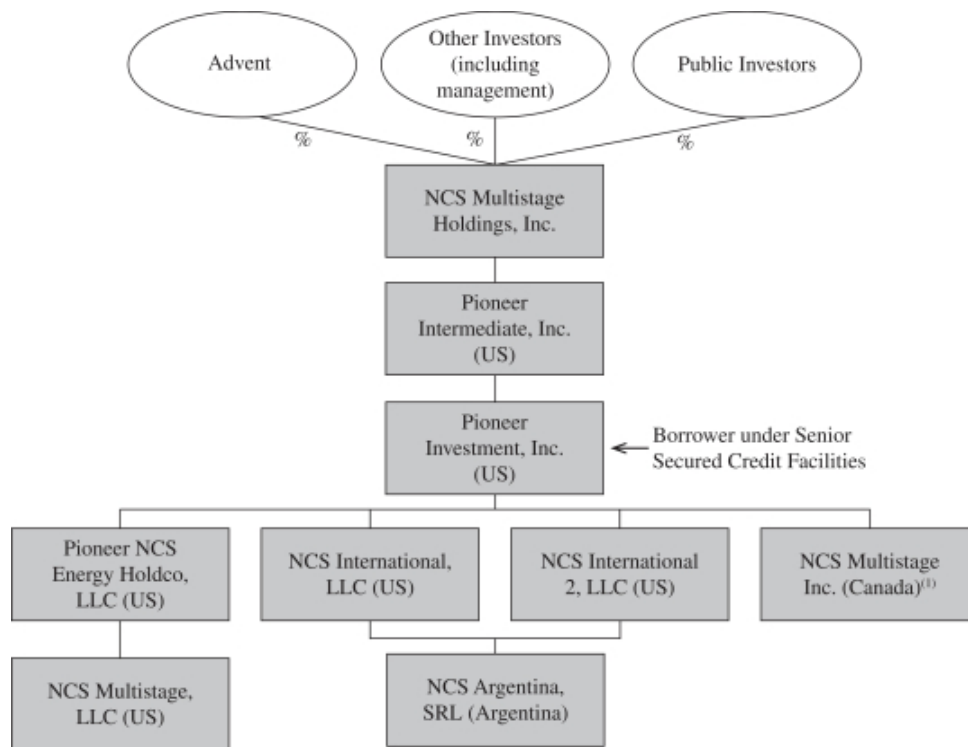 Advent
Other Investors
(including
management)
Public Investors
%
%
%
NCS Multistage
Holdings, Inc.
Pioneer
Intermediate, Inc.
(US)
Pioneer
Investment, Inc.
(US)
Borrower under Senior
Secured Credit Facilities
Pioneer NCS
Energy Holdco,
LLC (US)
NCS International,
LLC (US)
NCS International
2, LLC (US)
NCS Multistage
Inc. (Canada)(1)
NCS Multistage,
LLC (US)
NCS Argentina,
SRL (Argentina)